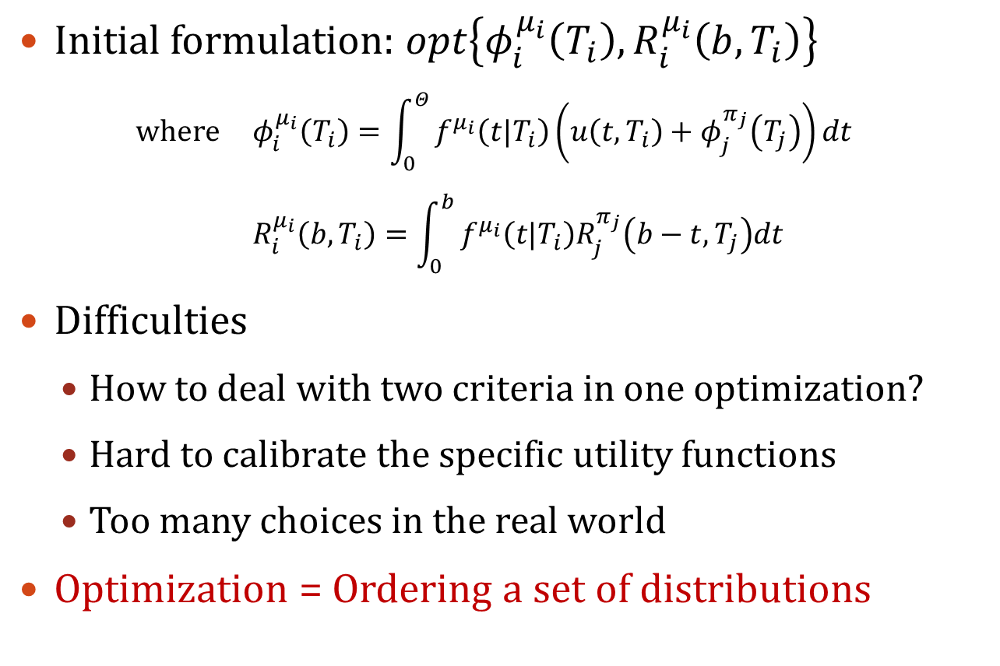 • Initial formulation: $opt\{\phi_i^{\mu_i}(T_i), R_i^{\mu_i}(b, T_i)\}$
where $\phi_i^{\mu_i}(T_i) = \int_0^{\Theta} f^{\mu_i}(t|T_i)\left(u(t, T_i) + \phi_j^{\pi_j}(T_j)\right)dt$
$R_i^{\mu_i}(b, T_i) = \int_0^{b} f^{\mu_i}(t|T_i)R_j^{\pi_j}(b - t, T_j)dt$
• Difficulties
• How to deal with two criteria in one optimization?
• Hard to calibrate the specific utility functions
• Too many choices in the real world
• Optimization = Ordering a set of distributions